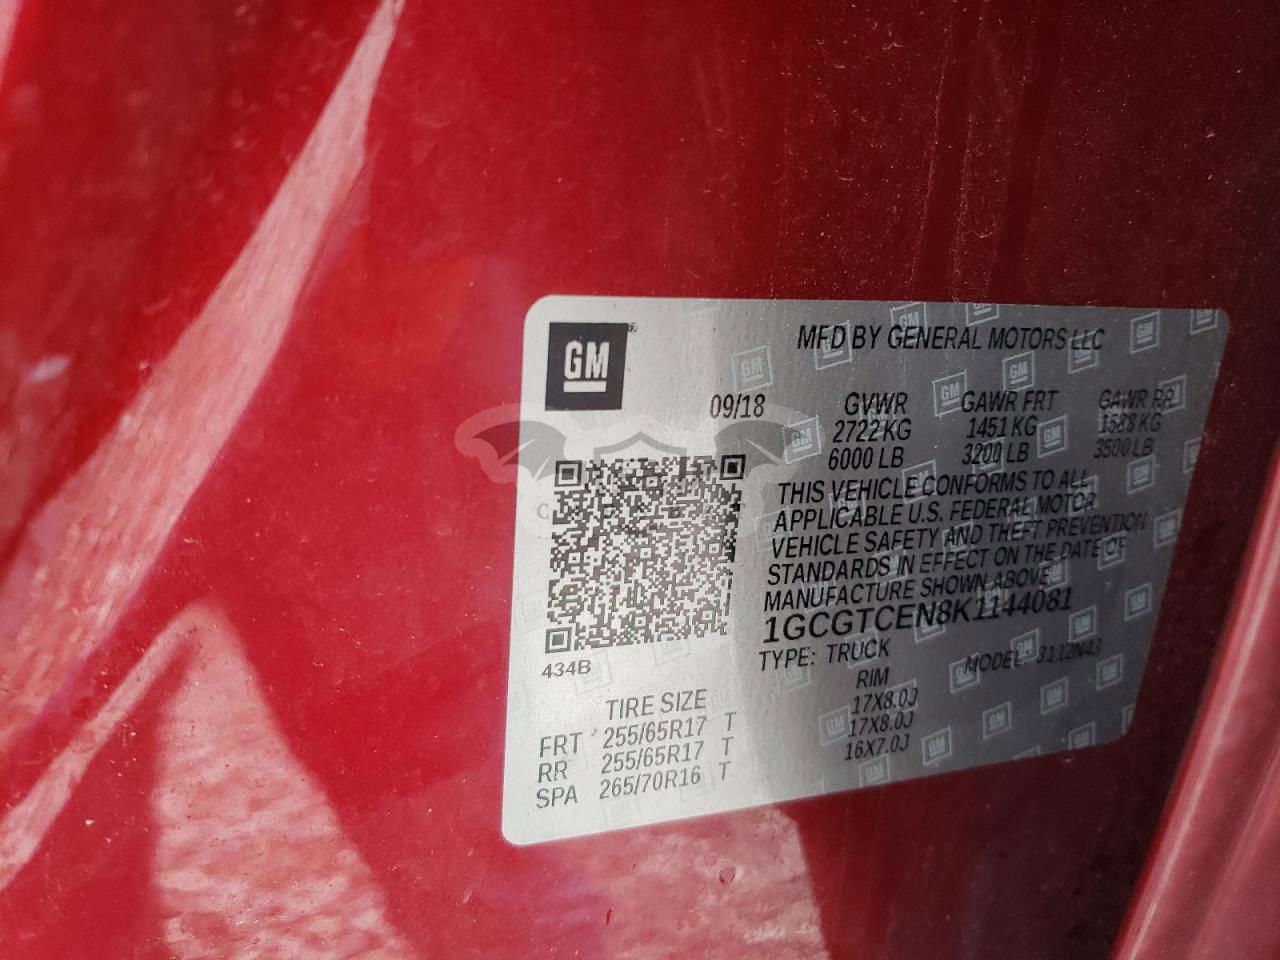 GM
MFD BY GENERAL MOTORS LLC
09/18 GVWR GAWR FRT GAWR RR
2722 KG 1451 KG 1588 KG
6000 LB 3200 LB 3500 LB
THIS VEHICLE CONFORMS TO ALL
APPLICABLE U.S. FEDERAL MOTOR
VEHICLE SAFETY AND THEFT PREVENTION
STANDARDS IN EFFECT ON THE DATE OF
MANUFACTURE SHOWN ABOVE
1GCGTCEN8K1144081
434B
TYPE: TRUCK MODEL: 3112N43
TIRE SIZE RIM
FRT 255/65R17 T 17X8.0J
RR 255/65R17 T 17X8.0J
SPA 265/70R16 T 16X7.0J